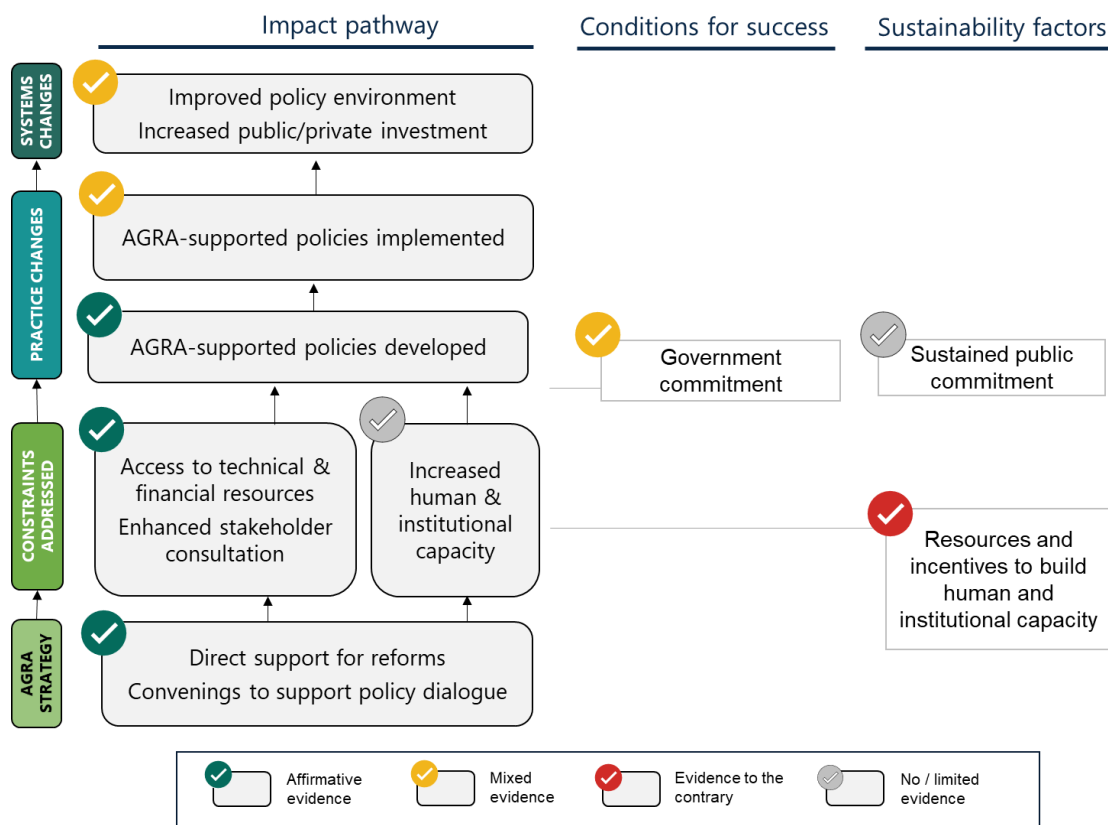 Impact pathway
Conditions for success
Sustainability factors
SYSTEMS
CHANGES
Improved policy environment
Increased public/private investment
PRACTICE CHANGES
AGRA-supported policies implemented
AGRA-supported policies developed
Government
commitment
Sustained public
commitment
CONSTRAINTS
ADDRESSED
Access to technical &
financial resources
Enhanced stakeholder
consultation
Increased
human &
institutional
capacity
Resources and
incentives to build
human and
institutional capacity
AGRA
STRATEGY
Direct support for reforms
Convenings to support policy dialogue
Affirmative
evidence
Mixed
evidence
Evidence to the
contrary
No / limited
evidence